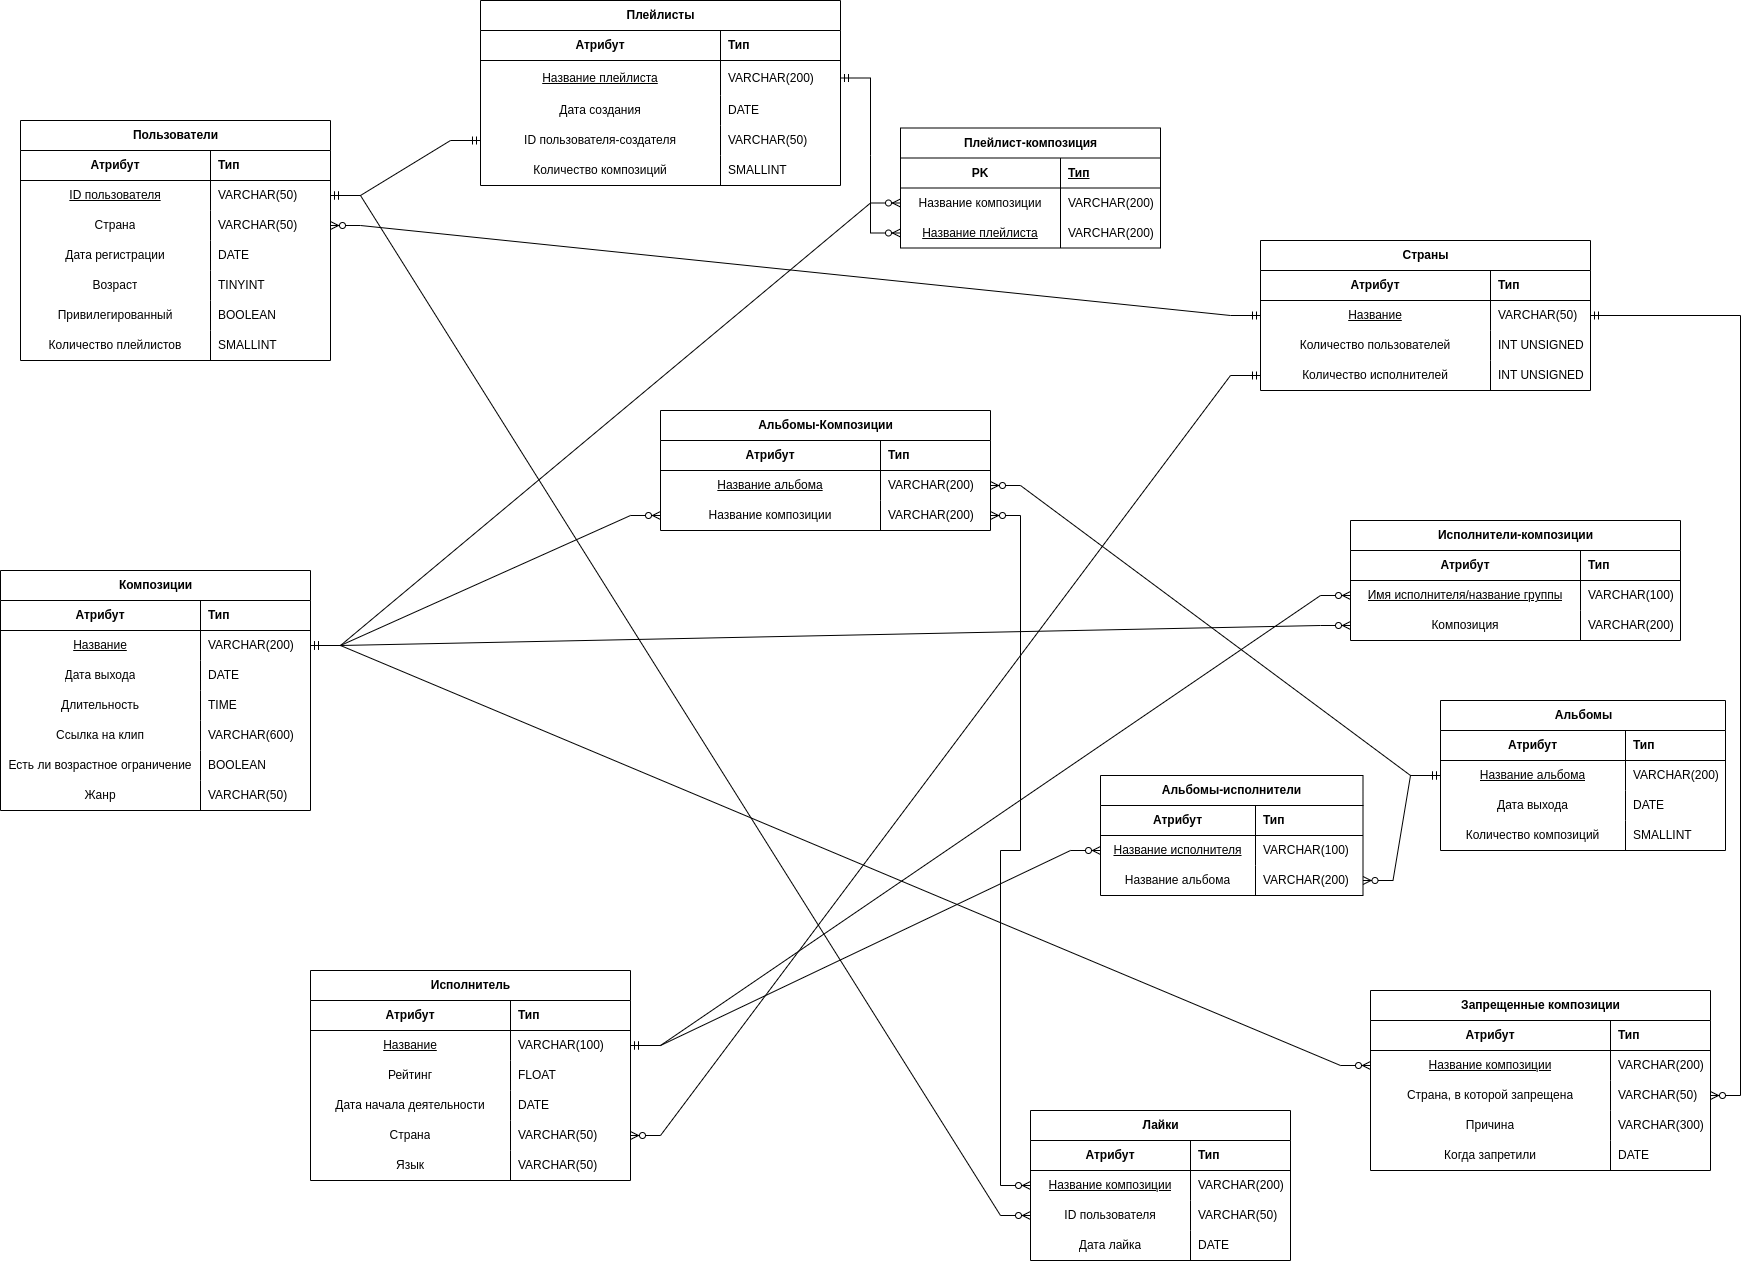 Плейлисты
Атрибут Тип
Название плейлиста VARCHAR(200)
Дата создания DATE
ID пользователя-создателя VARCHAR(50)
Количество композиций SMALLINT
Пользователи
Атрибут Тип
ID пользователя VARCHAR(50)
Страна VARCHAR(50)
Дата регистрации DATE
Возраст TINYINT
Привилегированный BOOLEAN
Количество плейлистов SMALLINT
Плейлист-композиция
PK Тип
Название композиции VARCHAR(200)
Название плейлиста VARCHAR(200)
Страны
Атрибут Тип
Название VARCHAR(50)
Количество пользователей INT UNSIGNED
Количество исполнителей INT UNSIGNED
Альбомы-Композиции
Атрибут Тип
Название альбома VARCHAR(200)
Название композиции VARCHAR(200)
Исполнители-композиции
Атрибут Тип
Имя исполнителя/название группы VARCHAR(100)
Композиция VARCHAR(200)
Композиции
Атрибут Тип
Название VARCHAR(200)
Дата выхода DATE
Длительность TIME
Ссылка на клип VARCHAR(600)
Есть ли возрастное ограничение BOOLEAN
Жанр VARCHAR(50)
Альбомы
Атрибут Тип
Название альбома VARCHAR(200)
Дата выхода DATE
Количество композиций SMALLINT
Альбомы-исполнители
Атрибут Тип
Название исполнителя VARCHAR(100)
Название альбома VARCHAR(200)
Исполнитель
Атрибут Тип
Название VARCHAR(100)
Рейтинг FLOAT
Дата начала деятельности DATE
Страна VARCHAR(50)
Язык VARCHAR(50)
Запрещенные композиции
Атрибут Тип
Название композиции VARCHAR(200)
Страна, в которой запрещена VARCHAR(50)
Причина VARCHAR(300)
Когда запретили DATE
Лайки
Атрибут Тип
Название композиции VARCHAR(200)
ID пользователя VARCHAR(50)
Дата лайка DATE